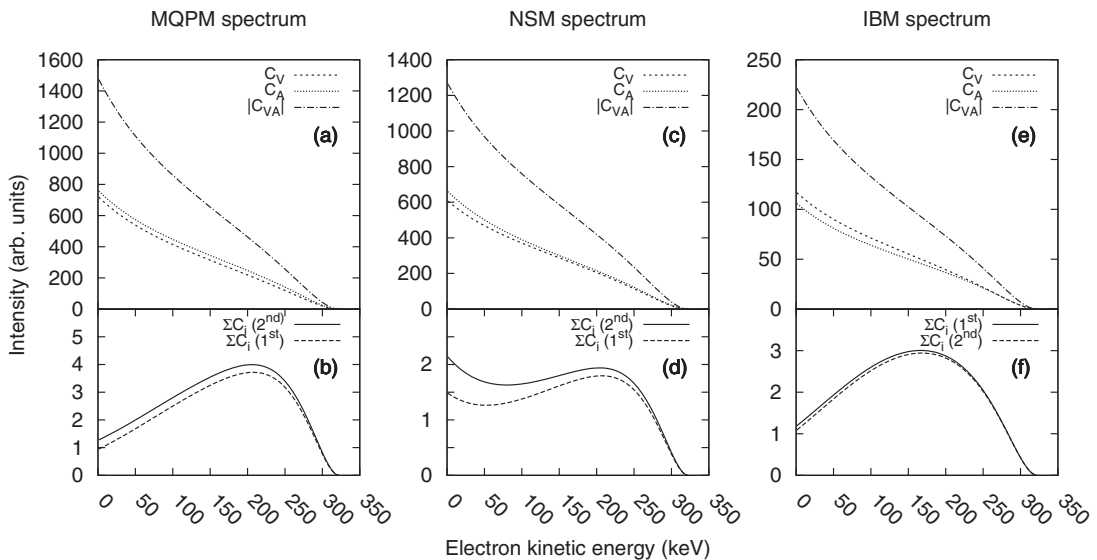 MQPM spectrum
NSM spectrum
IBM spectrum
Intensity (arb. units)
1600
1400
1200
1000
800
600
400
200
0
C_V
C_A
|C_VA|
(a)
1400
1200
1000
800
600
400
200
0
C_V
C_A
|C_VA|
(c)
250
200
150
100
50
0
C_V
C_A
|C_VA|
(e)
5
4
3
2
1
0
ΣC_i (2^nd)
ΣC_i (1^st)
(b)
2
1
0
ΣC_i (2^nd)
ΣC_i (1^st)
(d)
3
2
1
0
ΣC_i (1^st)
ΣC_i (2^nd)
(f)
0 50 100 150 200 250 300 350
0 50 100 150 200 250 300 350
0 50 100 150 200 250 300 350
Electron kinetic energy (keV)